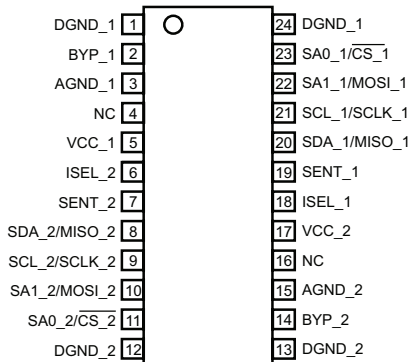 DGND_1 1 24 DGND_1
BYP_1 2 23 SA0_1/CS_1
AGND_1 3 22 SA1_1/MOSI_1
NC 4 21 SCL_1/SCLK_1
VCC_1 5 20 SDA_1/MISO_1
ISEL_2 6 19 SENT_1
SENT_2 7 18 ISEL_1
SDA_2/MISO_2 8 17 VCC_2
SCL_2/SCLK_2 9 16 NC
SA1_2/MOSI_2 10 15 AGND_2
SA0_2/CS_2 11 14 BYP_2
DGND_2 12 13 DGND_2